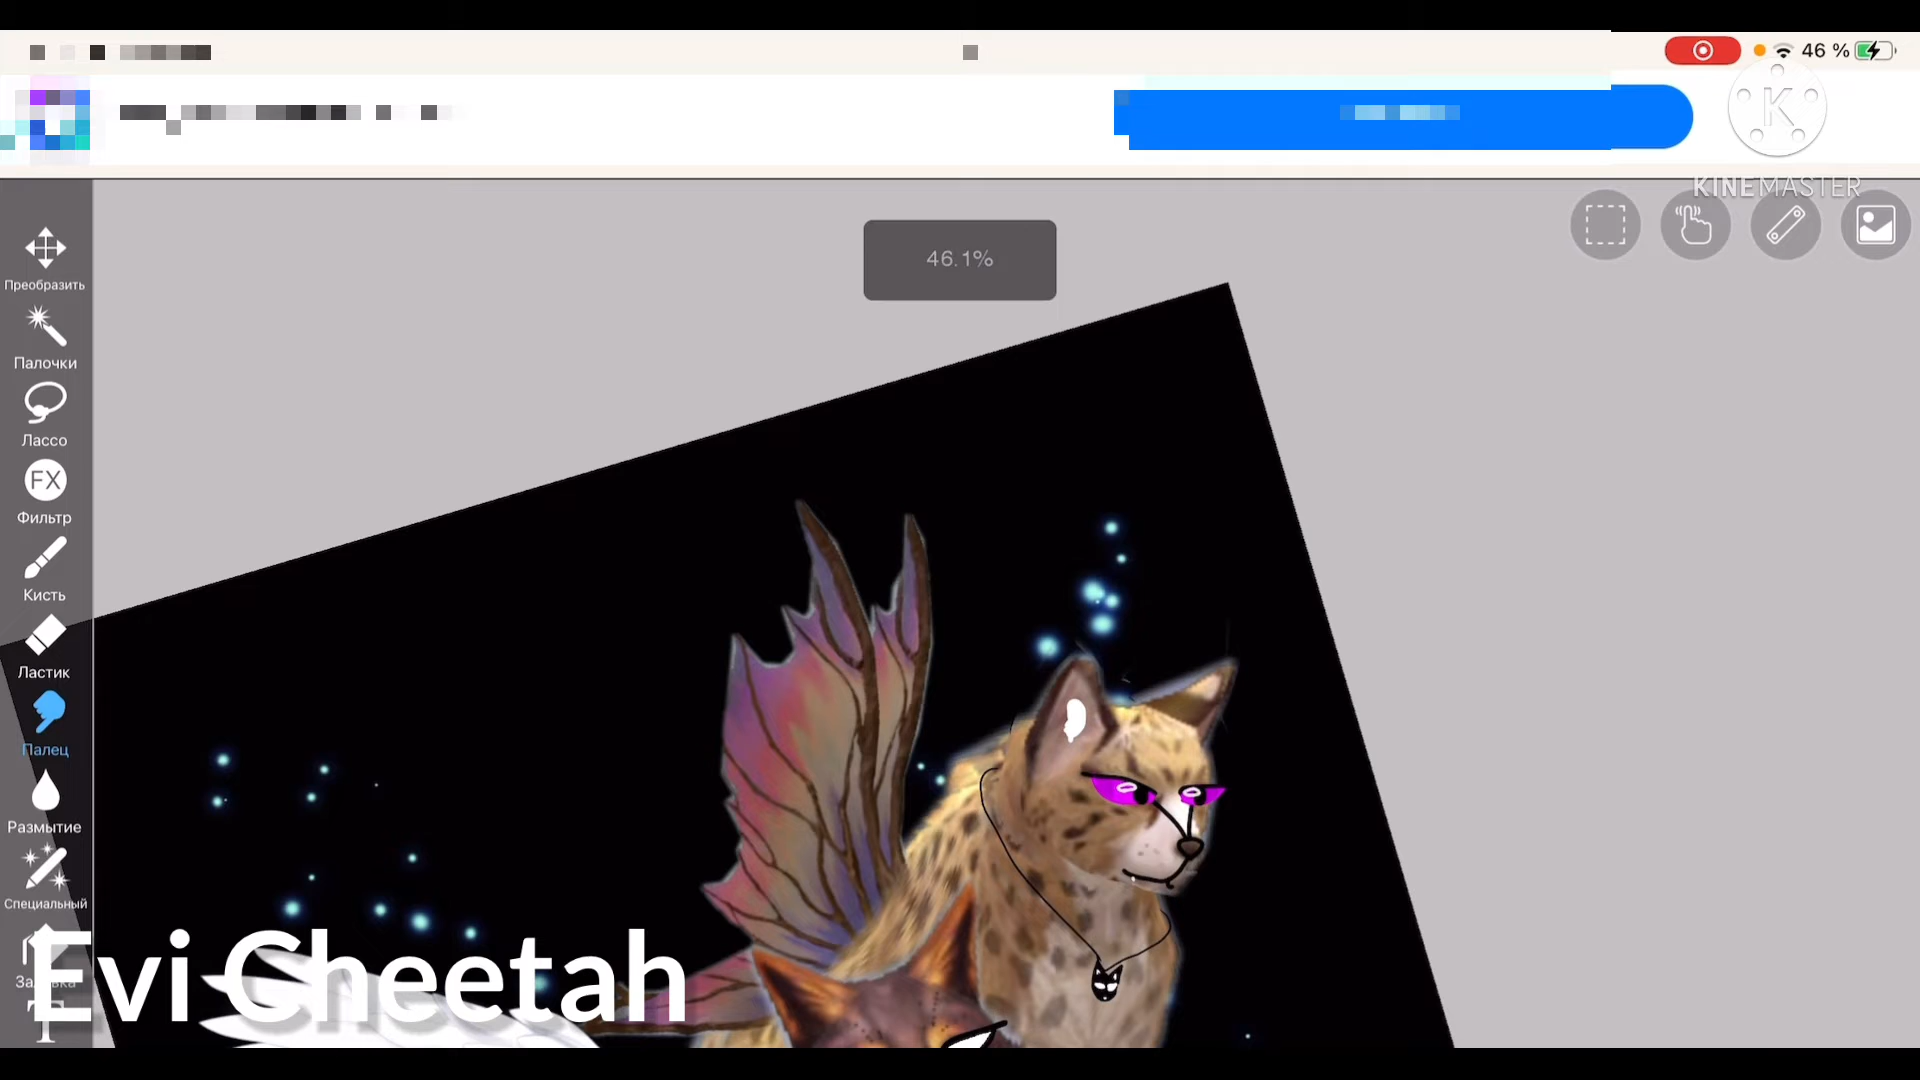 46 %
KINEMASTER
46.1%
Преобразить
Палочки
Лассо
FX
Фильтр
Кисть
Ластик
Палец
Размытие
Специальный
Evi Cheetah